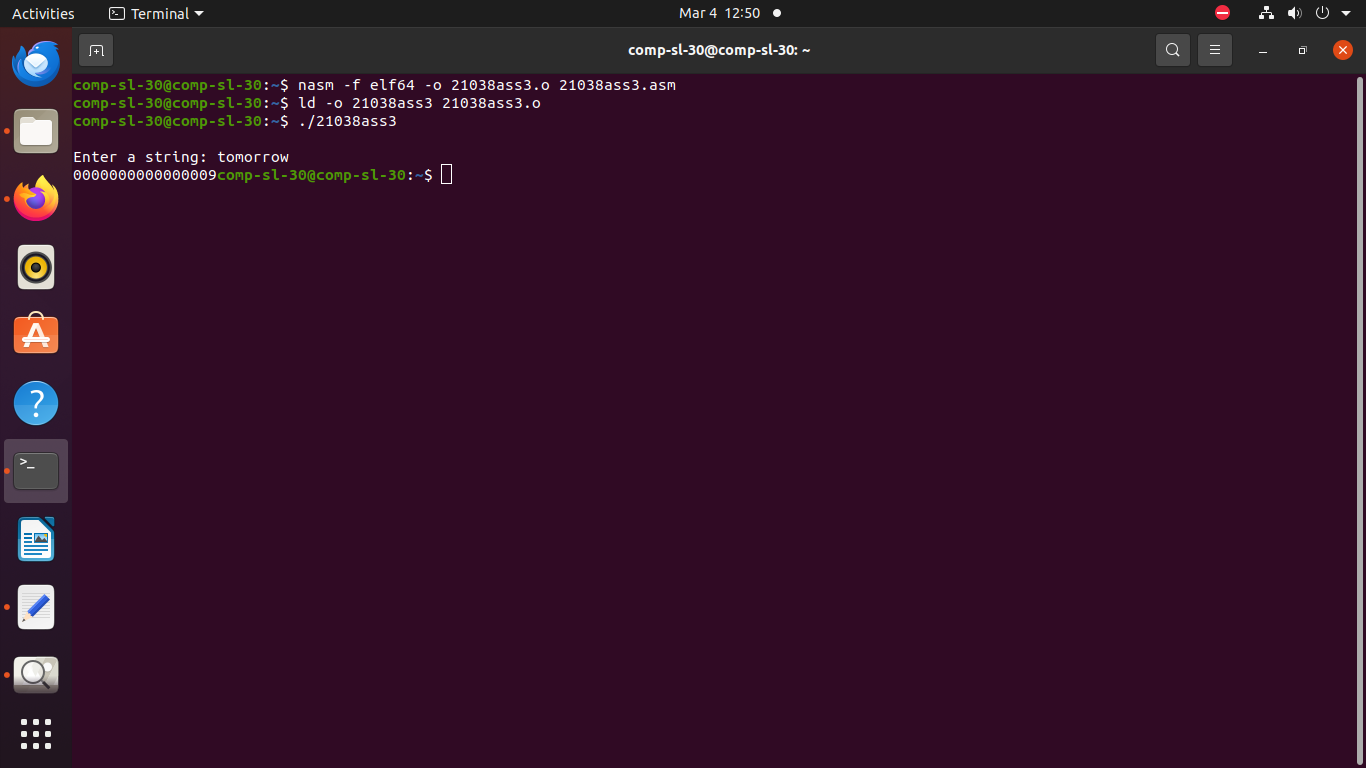 Activities Terminal Mar 4 12:50
comp-sl-30@comp-sl-30: ~
comp-sl-30@comp-sl-30:~$ nasm -f elf64 -o 21038ass3.o 21038ass3.asm
comp-sl-30@comp-sl-30:~$ ld -o 21038ass3 21038ass3.o
comp-sl-30@comp-sl-30:~$ ./21038ass3
Enter a string: tomorrow
0000000000000009comp-sl-30@comp-sl-30:~$